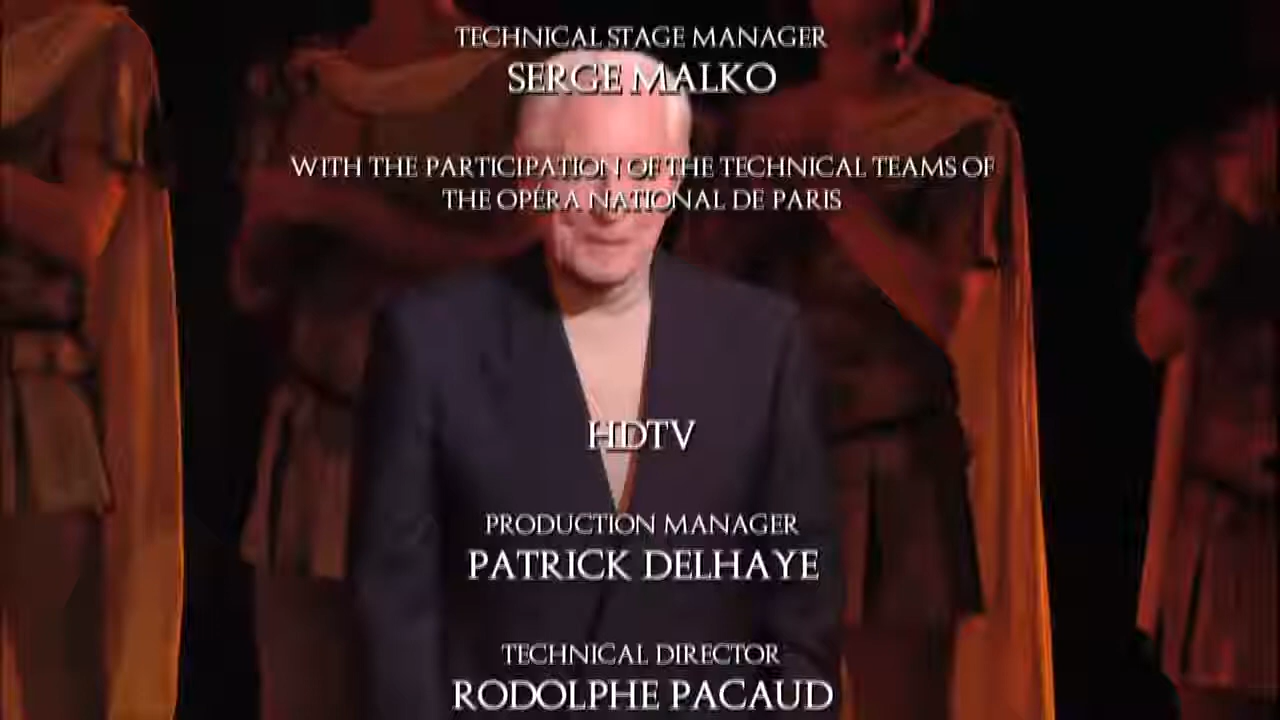 TECHNICAL STAGE MANAGER
SERGE MALKO
WITH THE PARTICIPATION OF THE TECHNICAL TEAMS OF
THE OPÉRA NATIONAL DE PARIS
HDTV
PRODUCTION MANAGER
PATRICK DELHAYE
TECHNICAL DIRECTOR
RODOLPHE PACAUD